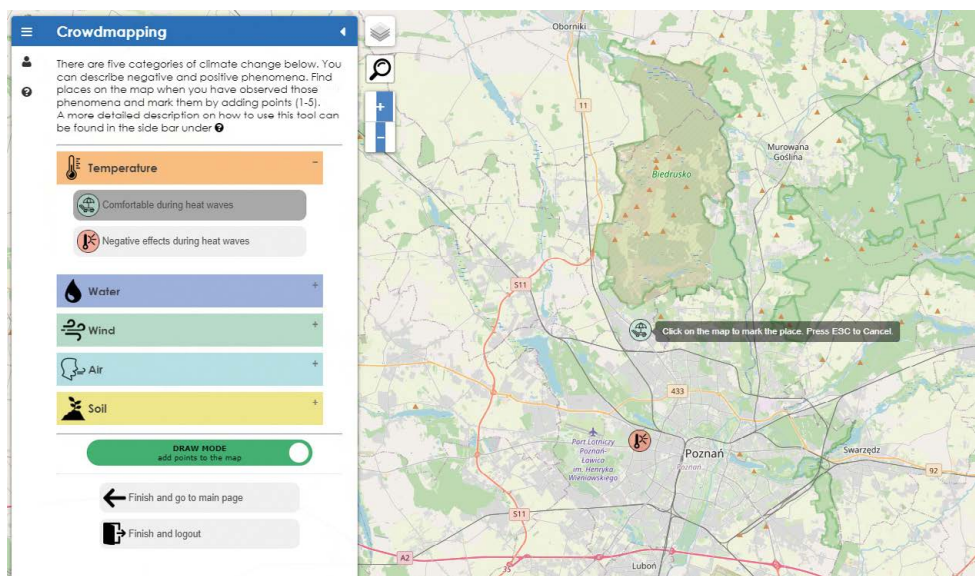 Crowdmapping
There are five categories of climate change below. You
can describe negative and positive phenomena. Find
places on the map when you have observed those
phenomena and mark them by adding points (1-5).
A more detailed description on how to use this tool can
be found in the side bar under
Temperature
Comfortable during heat waves
Negative effects during heat waves
Water
Wind
Air
Soil
DRAW MODE
add points to the map
Finish and go to main page
Finish and logout
+
-
Oborniki
11
Murowana
Goślina
Biedrusko
S11
Click on the map to mark the place. Press ESC to Cancel.
433
Port Lotniczy
Poznań-
Ławica
im. Henryka
Wieniawskiego
Poznań
Poznań
Swarzędz
92
S11
A2
Luboń